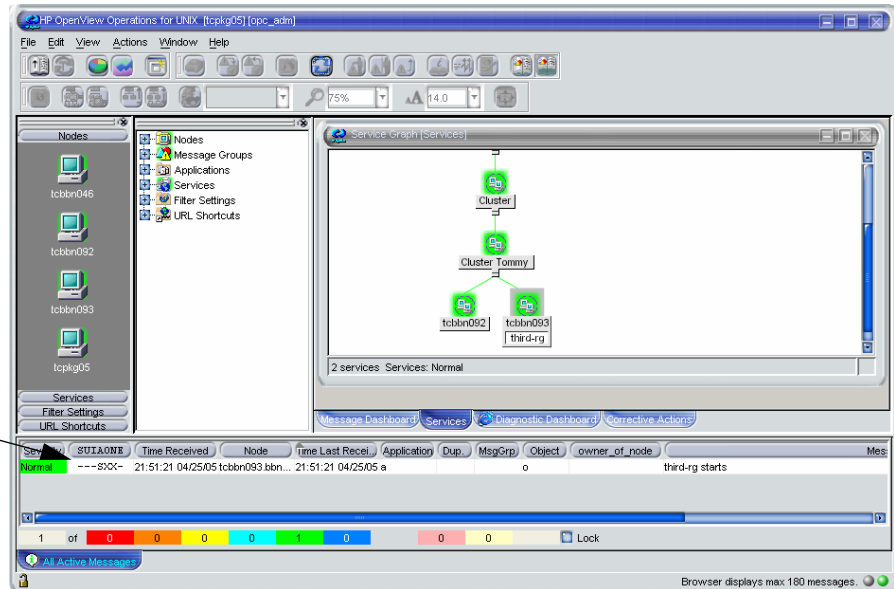 HP OpenView Operations for UNIX [tcpkg05] [opc_adm]
File Edit View Actions Window Help
75% 14.0
Nodes
tcbbn046
tcbbn092
tcbbn093
tcpkg05
Services
Filter Settings
URL Shortcuts
Nodes
Message Groups
Applications
Services
Filter Settings
URL Shortcuts
Service Graph [Services]
Cluster
Cluster Tommy
tcbbn092 tcbbn093
third-rg
2 services Services: Normal
Message Dashboard Services Diagnostic Dashboard Corrective Actions
SUIAONE Time Received Node Time Last Recei... Application Dup. MsgGrp Object owner_of_node Mes
Normal ---SXX- 21:51:21 04/25/05 tcbbn093.bbn... 21:51:21 04/25/05 a o third-rg starts
1 of 0 0 0 0 1 0 0 0 Lock
All Active Messages
Browser displays max 180 messages.